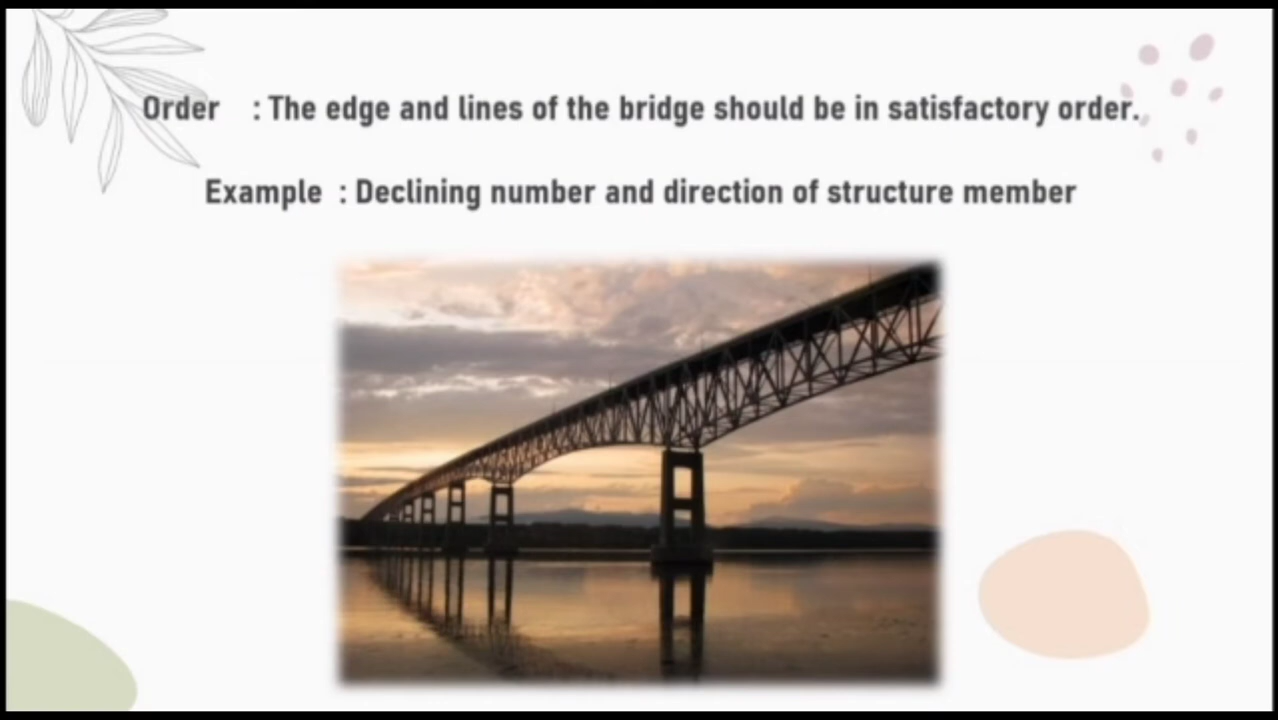 Order : The edge and lines of the bridge should be in satisfactory order.
Example : Declining number and direction of structure member